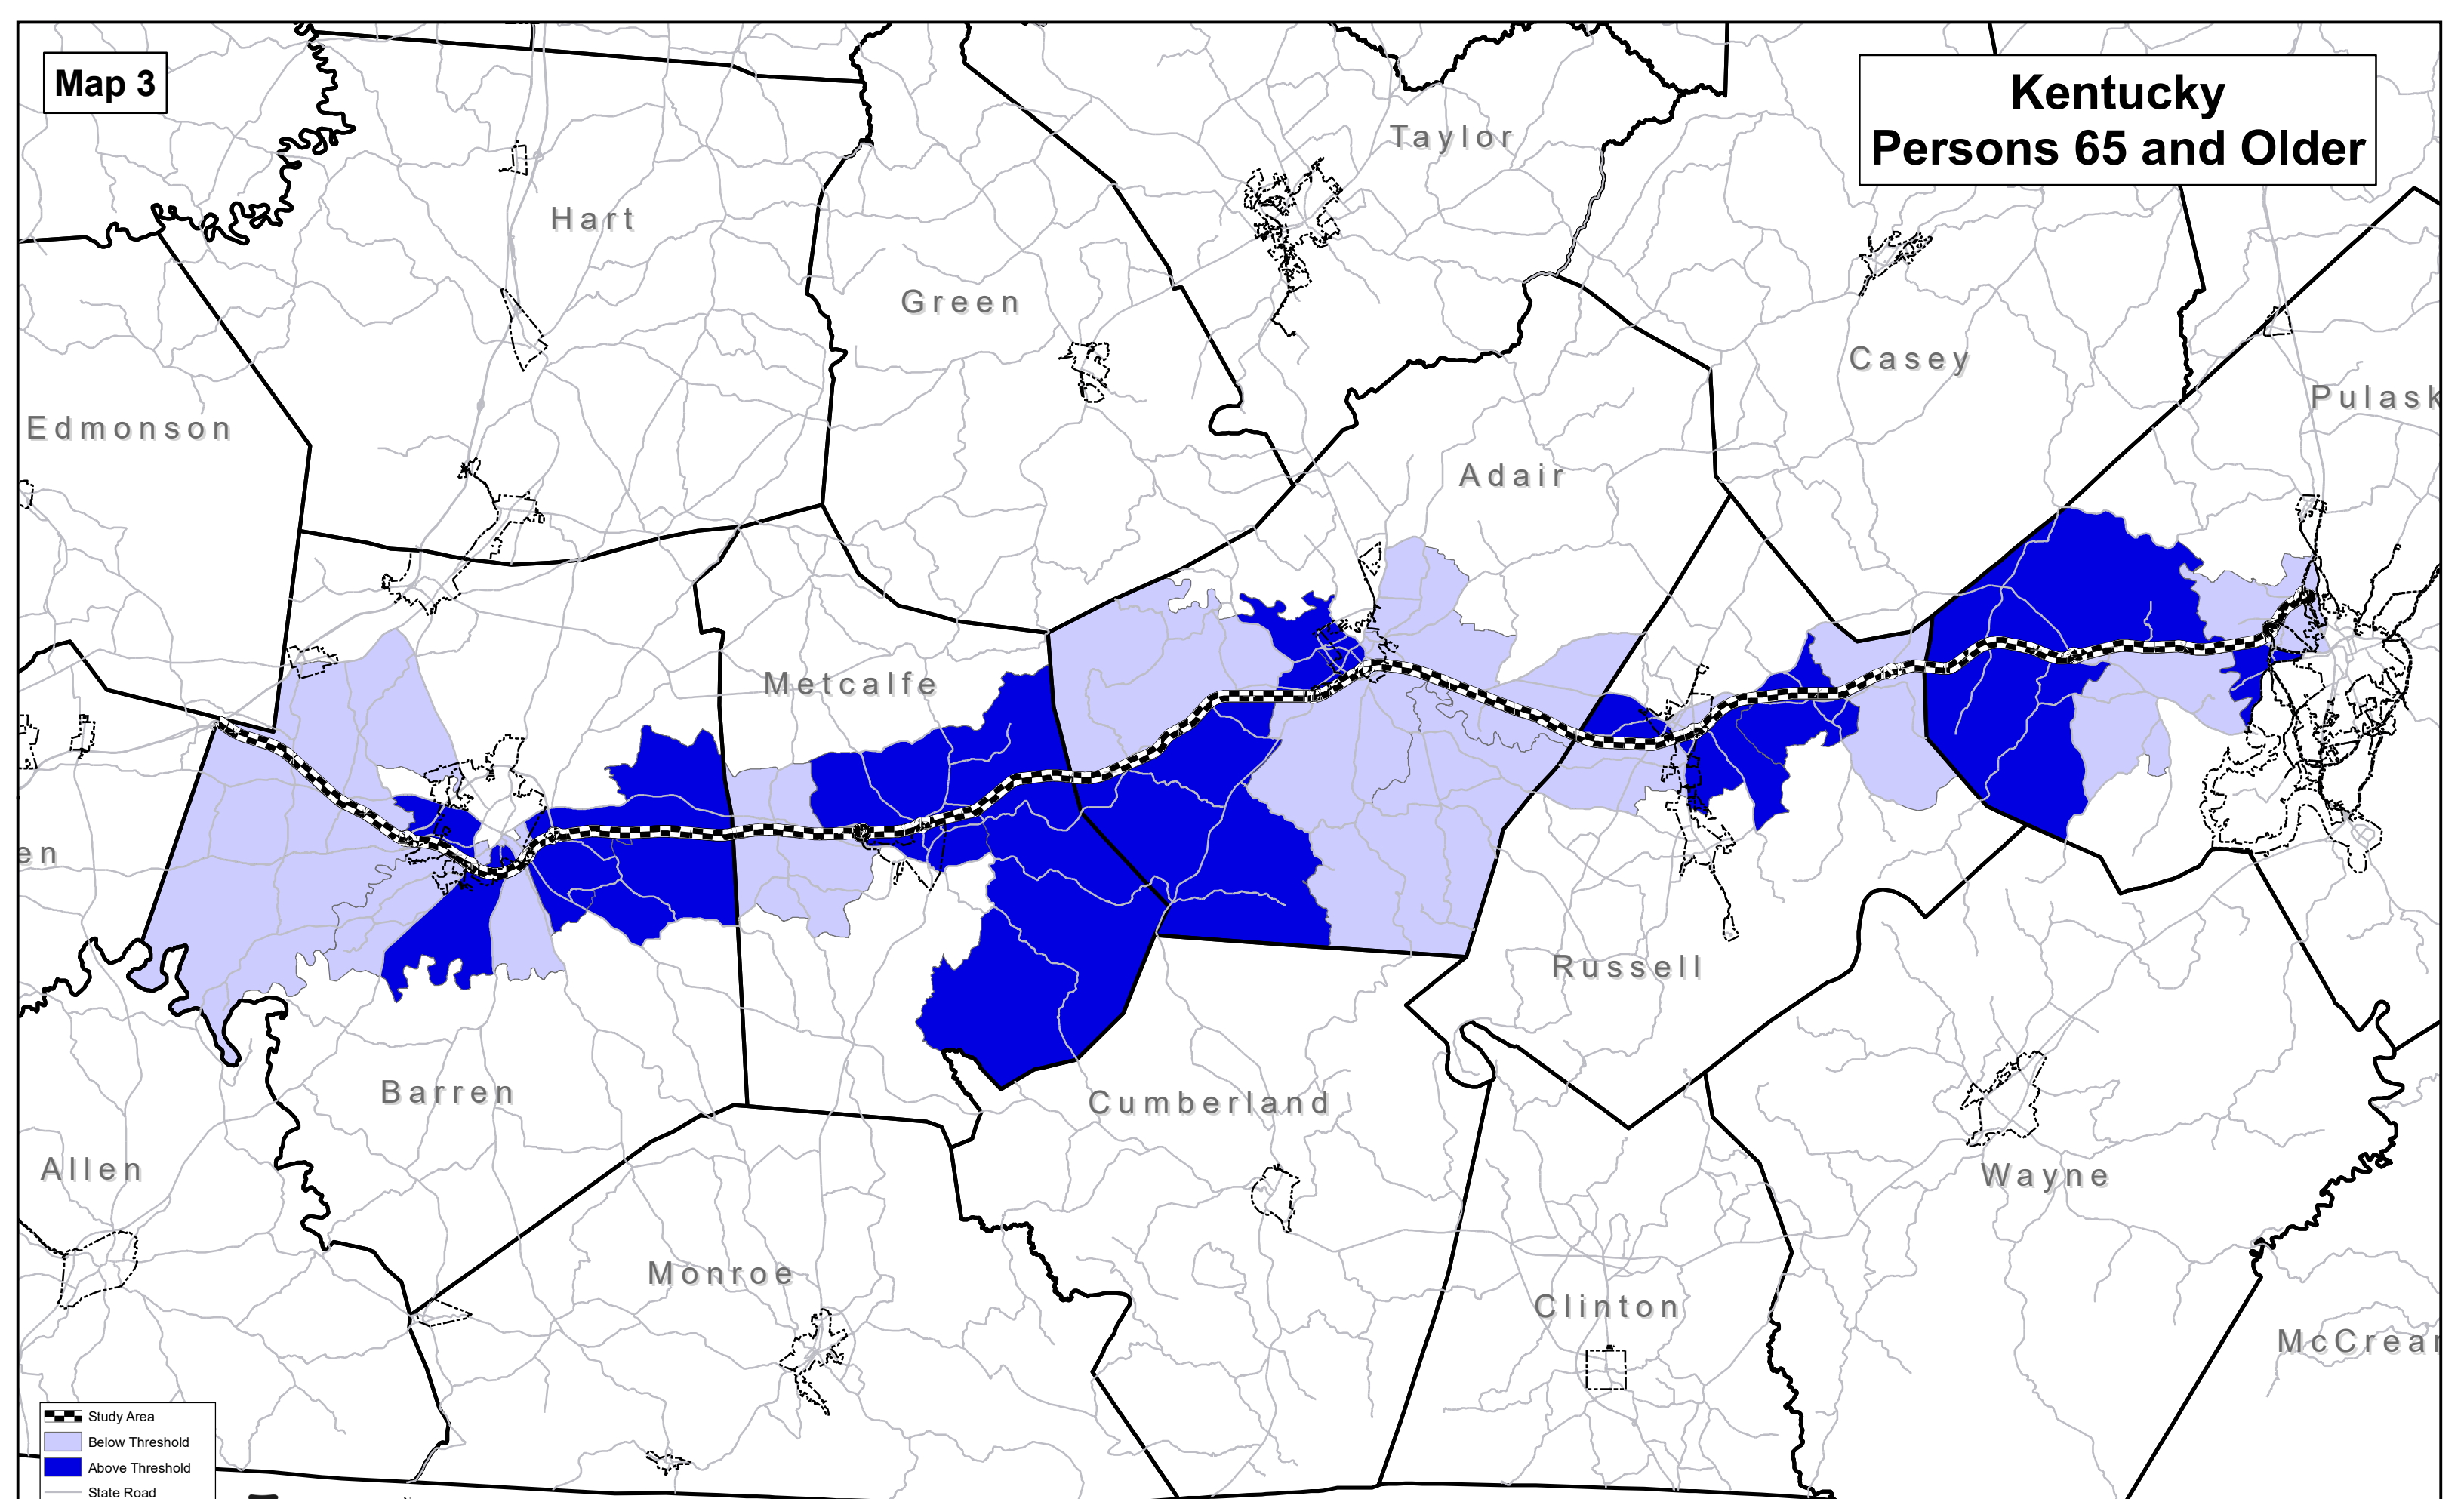 Map 3
Kentucky
Persons 65 and Older
Taylor
Hart
Green
Casey
Pulask
Edmonson
Adair
Metcalfe
en
Russell
Barren
Cumberland
Allen
Wayne
Monroe
Clinton
McCrear
Study Area
Below Threshold
Above Threshold
State Road